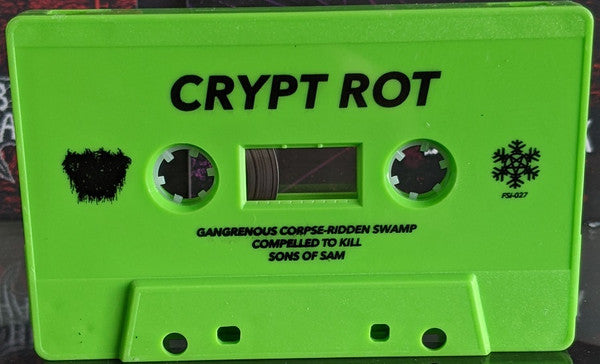 CRYPT ROT
FSI-027
GANGRENOUS CORPSE-RIDDEN SWAMP
COMPELLED TO KILL
SONS OF SAM